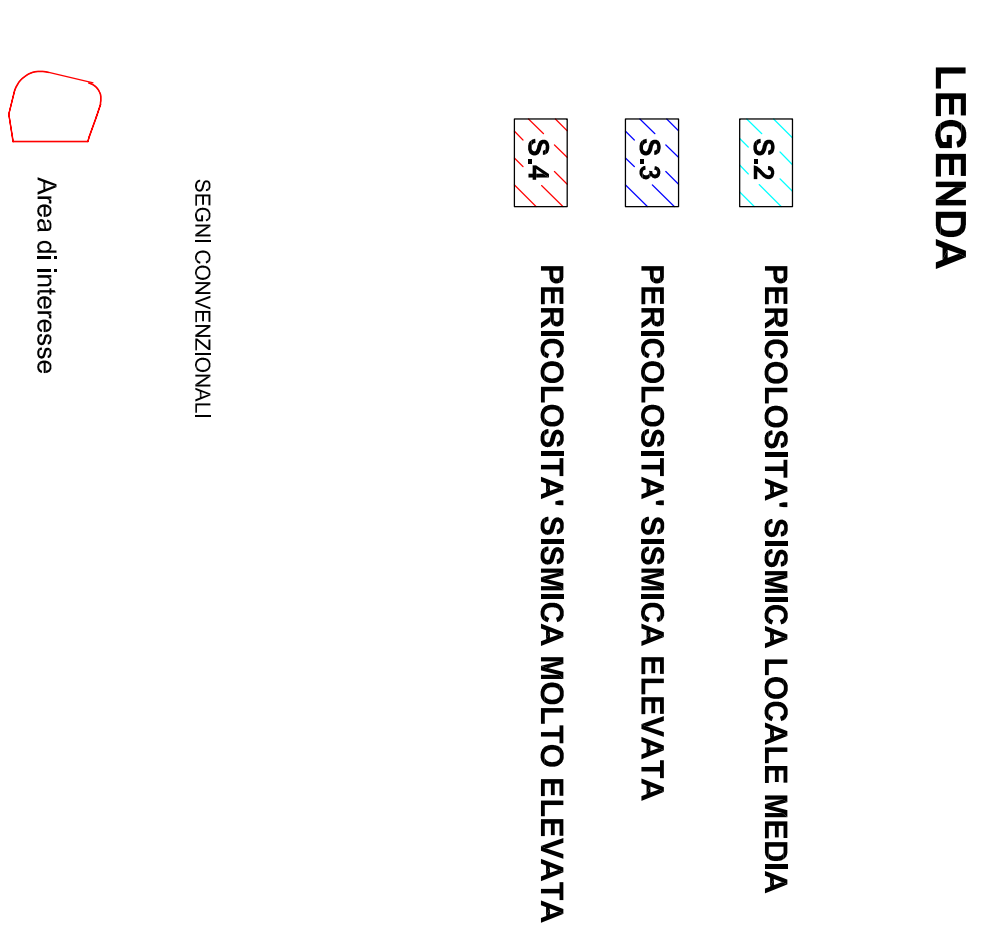 LEGENDA
S.2 PERICOLOSITA' SISMICA LOCALE MEDIA
S.3 PERICOLOSITA' SISMICA ELEVATA
S.4 PERICOLOSITA' SISMICA MOLTO ELEVATA
SEGNI CONVENZIONALI
Area di interesse